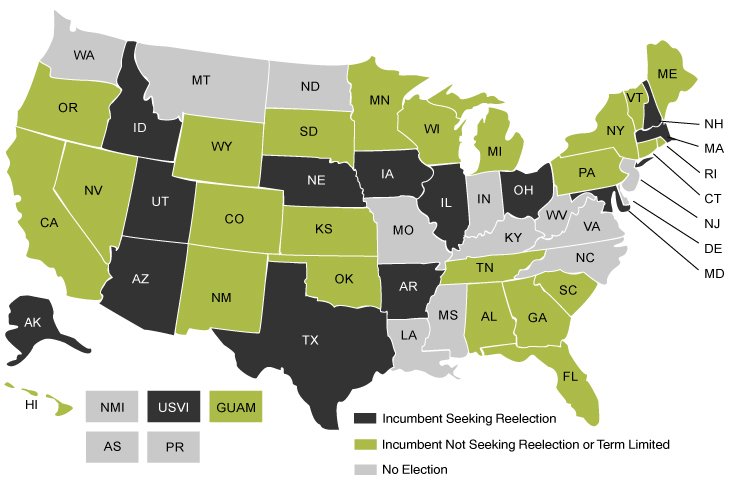 WA
MT
ND
MN
ME
VT
OR
ID
WY
SD
WI
MI
NY
NH
MA
RI
CT
NJ
DE
MD
NV
UT
CO
NE
IA
IL
IN
OH
PA
WV
VA
CA
AZ
NM
KS
MO
KY
NC
OK
AR
TN
SC
TX
LA
MS
AL
GA
FL
AK
HI
NMI
USVI
GUAM
AS
PR
Incumbent Seeking Reelection
Incumbent Not Seeking Reelection or Term Limited
No Election